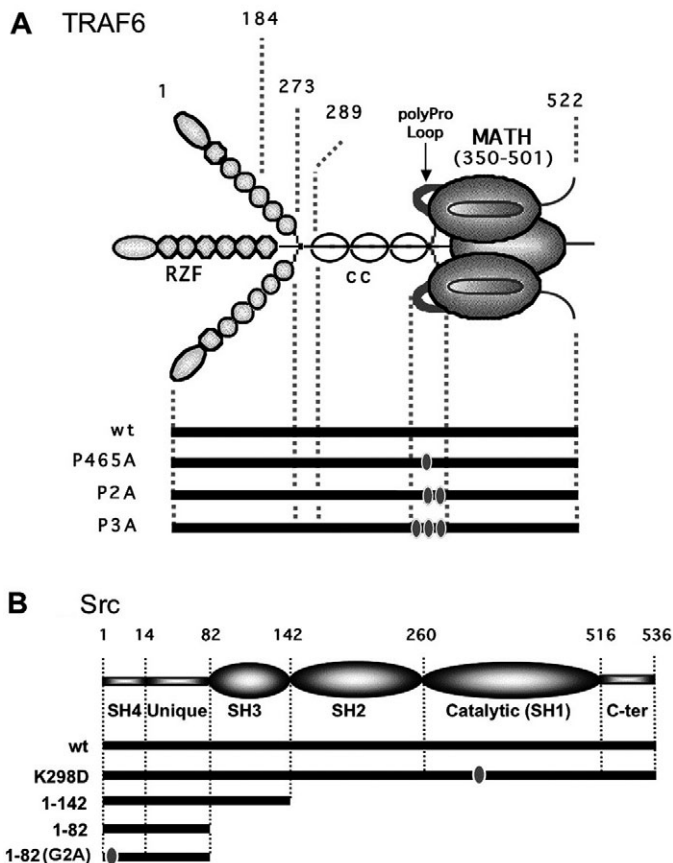 A TRAF6
184
1
273
289
polyPro
Loop
MATH
(350-501)
522
RZF
CC
wt
P465A
P2A
P3A
B Src
1 14 82 142 260 516 536
SH4 Unique SH3 SH2 Catalytic (SH1) C-ter
wt
K298D
1-142
1-82
1-82(G2A)